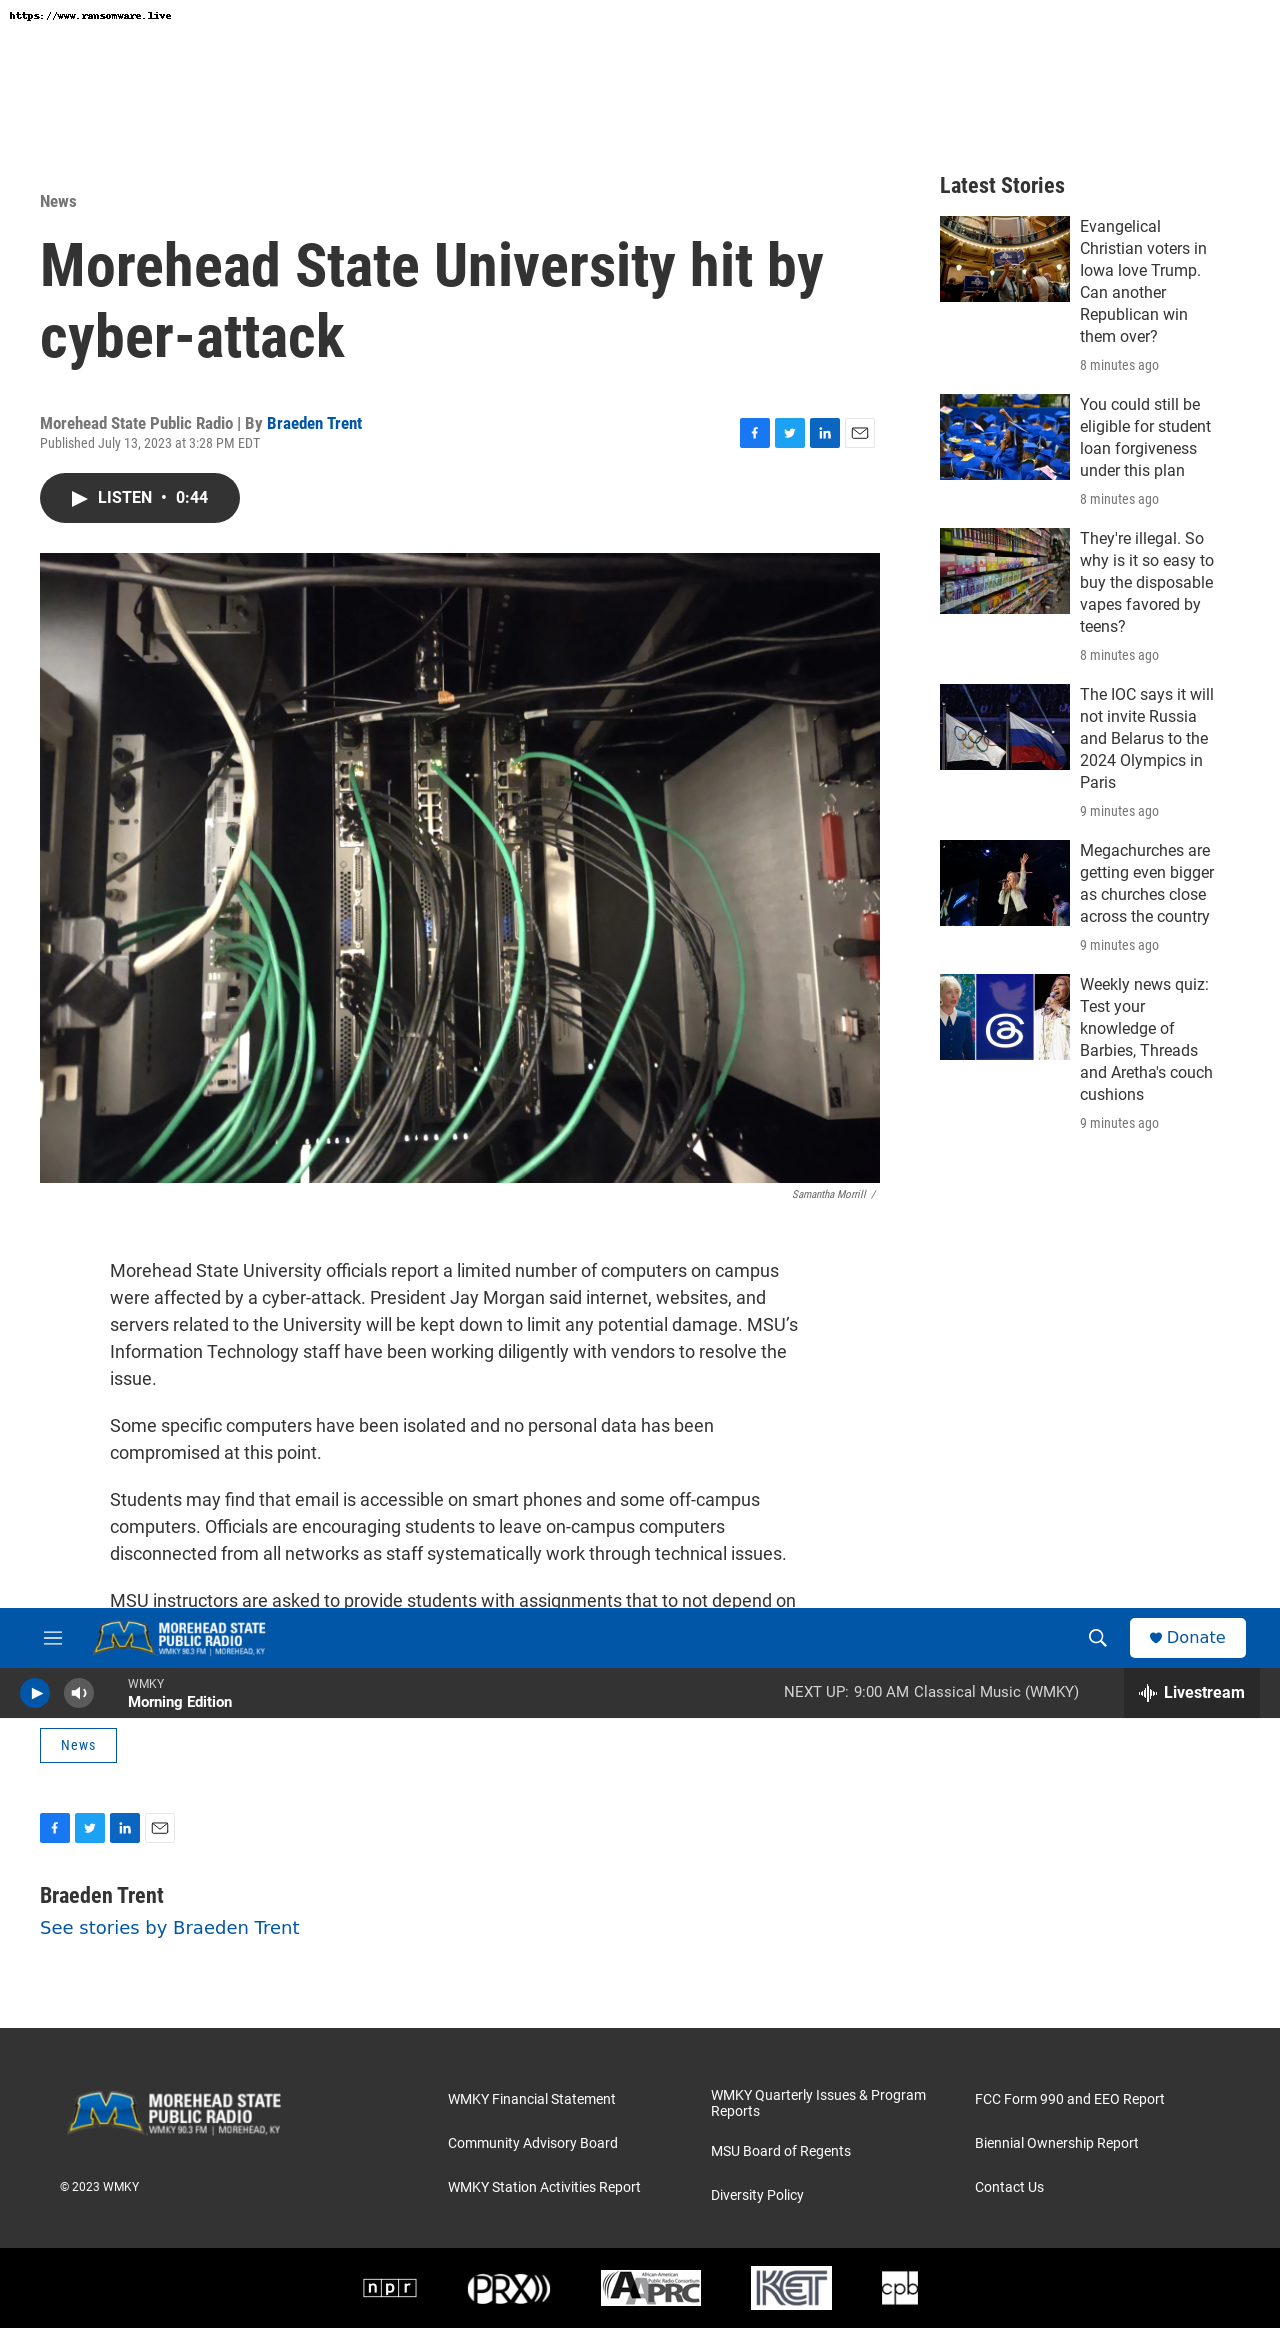 https://www.ransomware.live
News
Morehead State University hit by
cyber-attack
Morehead State Public Radio | By Braeden Trent
Published July 13, 2023 at 3:28 PM EDT
LISTEN • 0:44
Samantha Morrill /
Morehead State University officials report a limited number of computers on campus
were affected by a cyber-attack. President Jay Morgan said internet, websites, and
servers related to the University will be kept down to limit any potential damage. MSU’s
Information Technology staff have been working diligently with vendors to resolve the
issue.
Some specific computers have been isolated and no personal data has been
compromised at this point.
Students may find that email is accessible on smart phones and some off-campus
computers. Officials are encouraging students to leave on-campus computers
disconnected from all networks as staff systematically work through technical issues.
MSU instructors are asked to provide students with assignments that to not depend on
Latest Stories
Evangelical
Christian voters in
Iowa love Trump.
Can another
Republican win
them over?
8 minutes ago
You could still be
eligible for student
loan forgiveness
under this plan
8 minutes ago
They're illegal. So
why is it so easy to
buy the disposable
vapes favored by
teens?
8 minutes ago
The IOC says it will
not invite Russia
and Belarus to the
2024 Olympics in
Paris
9 minutes ago
Megachurches are
getting even bigger
as churches close
across the country
9 minutes ago
Weekly news quiz:
Test your
knowledge of
Barbies, Threads
and Aretha's couch
cushions
9 minutes ago
MOREHEAD STATE
PUBLIC RADIO
WMKY 90.3 FM | MOREHEAD, KY
Donate
WMKY
Morning Edition
NEXT UP: 9:00 AM Classical Music (WMKY)
Livestream
News
Braeden Trent
See stories by Braeden Trent
MOREHEAD STATE
PUBLIC RADIO
WMKY 90.3 FM | MOREHEAD, KY
© 2023 WMKY
WMKY Financial Statement
Community Advisory Board
WMKY Station Activities Report
WMKY Quarterly Issues & Program
Reports
MSU Board of Regents
Diversity Policy
FCC Form 990 and EEO Report
Biennial Ownership Report
Contact Us
npr
PRX
African American
Public Radio Consortium
AAPRC
KET
cpb